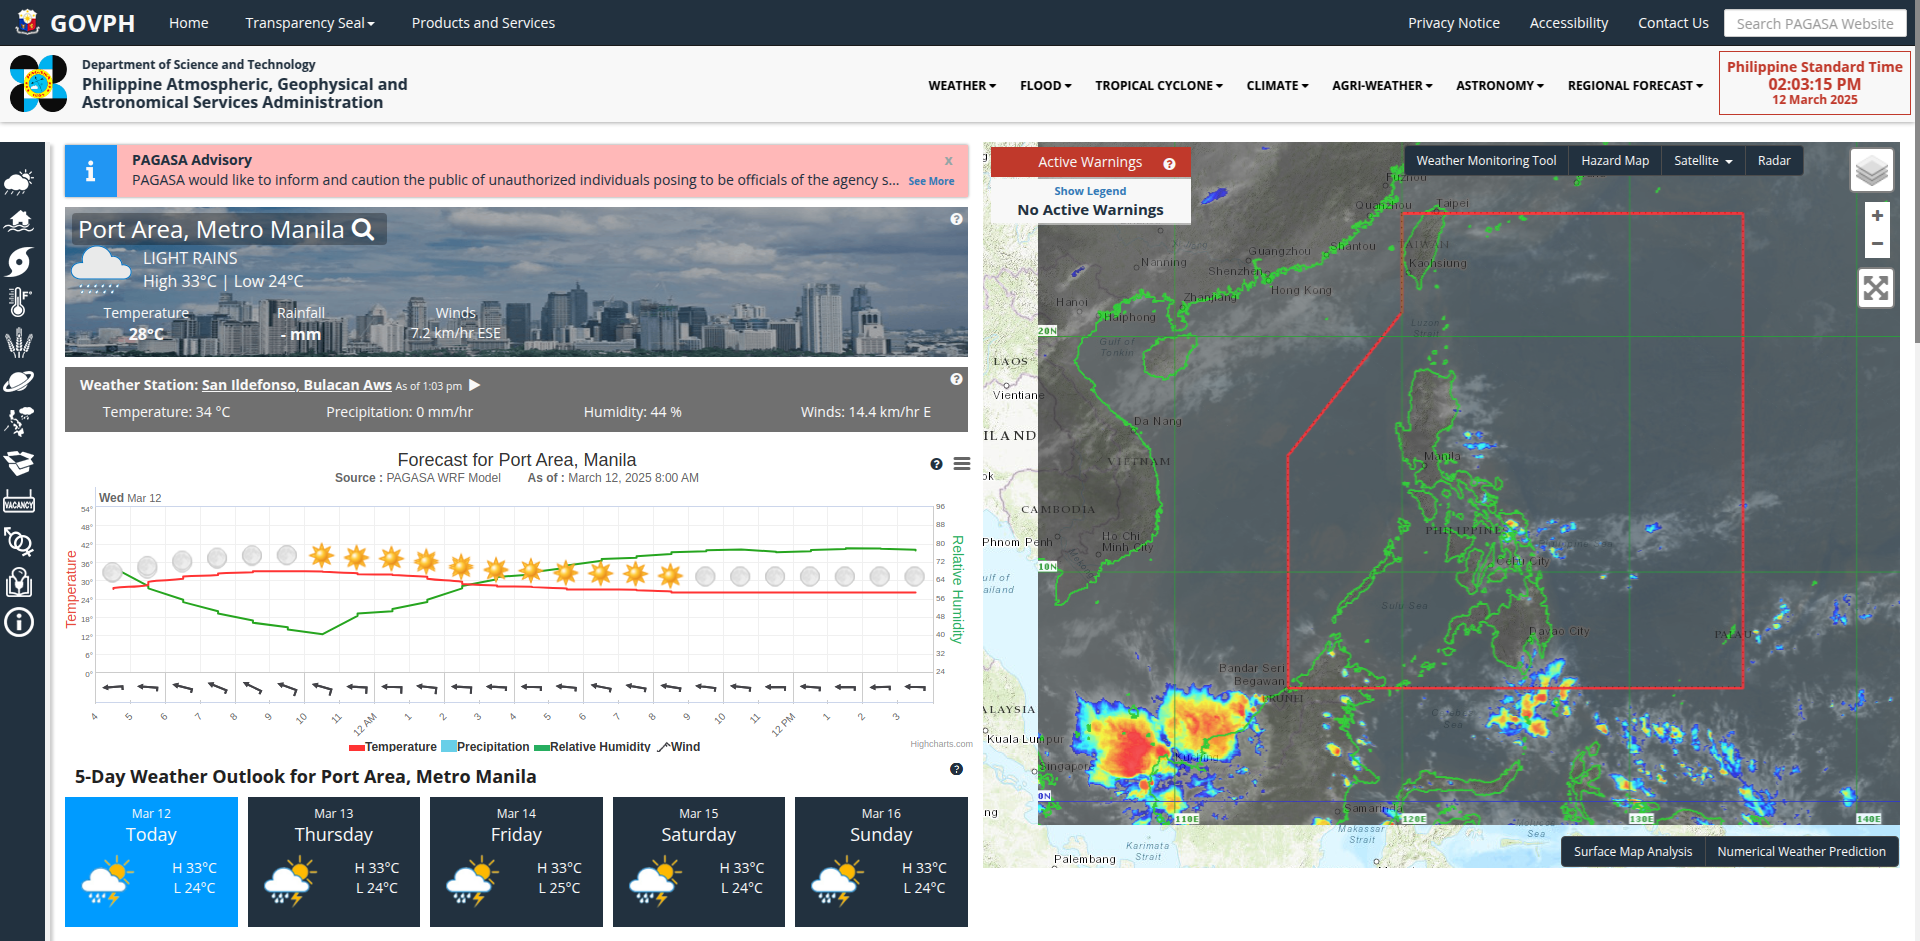 GOVPH
Home
Transparency Seal
Products and Services
Privacy Notice
Accessibility
Contact Us
Search PAGASA Website
Department of Science and Technology
Philippine Atmospheric, Geophysical and
Astronomical Services Administration
WEATHER
FLOOD
TROPICAL CYCLONE
CLIMATE
AGRI-WEATHER
ASTRONOMY
REGIONAL FORECAST
Philippine Standard Time
02:03:15 PM
12 March 2025
PAGASA Advisory
x
PAGASA would like to inform and caution the public of unauthorized individuals posing to be officials of the agency s... See More
Port Area, Metro Manila
LIGHT RAINS
High 33°C | Low 24°C
Temperature
28°C
Rainfall
- mm
Winds
7.2 km/hr ESE
Weather Station: San Ildefonso, Bulacan Aws As of 1:03 pm
Temperature: 34 °C
Precipitation: 0 mm/hr
Humidity: 44 %
Winds: 14.4 km/hr E
Forecast for Port Area, Manila
Source : PAGASA WRF Model As of : March 12, 2025 8:00 AM
Wed Mar 12
Temperature
54°
48°
42°
36°
30°
24°
18°
12°
6°
0°
96
88
80
72
64
56
48
40
32
24
Relative Humidity
4 5 6 7 8 9 10 11 12 AM 1 2 3 4 5 6 7 8 9 10 11 12 PM 1 2 3
Temperature Precipitation Relative Humidity Wind
Highcharts.com
5-Day Weather Outlook for Port Area, Metro Manila
Mar 12
Today
H 33°C
L 24°C
Mar 13
Thursday
H 33°C
L 24°C
Mar 14
Friday
H 33°C
L 25°C
Mar 15
Saturday
H 33°C
L 24°C
Mar 16
Sunday
H 33°C
L 24°C
VACANCY
Active Warnings
Show Legend
No Active Warnings
Weather Monitoring Tool
Hazard Map
Satellite
Radar
+
−
Fuzhou
Quanzhou
Taipei
TAIWAN
Kaohsiung
Guangzhou
Shantou
Nanning
Shenzhen
Hong Kong
Zhanjiang
Hanoi
Haiphong
Gulf of
Tonkin
Luzon
Strait
20N
LAOS
Vientiane
Da Nang
ILAND
VIETNAM
Manila
ok
CAMBODIA
PHILIPPINES
Phnom Penh
Ho Chi
Minh City
Cebu City
10N
ulf of
ailand
Sulu Sea
Davao City
PALAU
Bandar Seri
Begawan
BRUNEI
ALAYSIA
Kuala Lumpur
Kuching
Singapor
0N
Samarinda
110E
120E
130E
140E
ng
Karimata
Strait
Makassar
Strait
Sea
Palembang
Surface Map Analysis
Numerical Weather Prediction